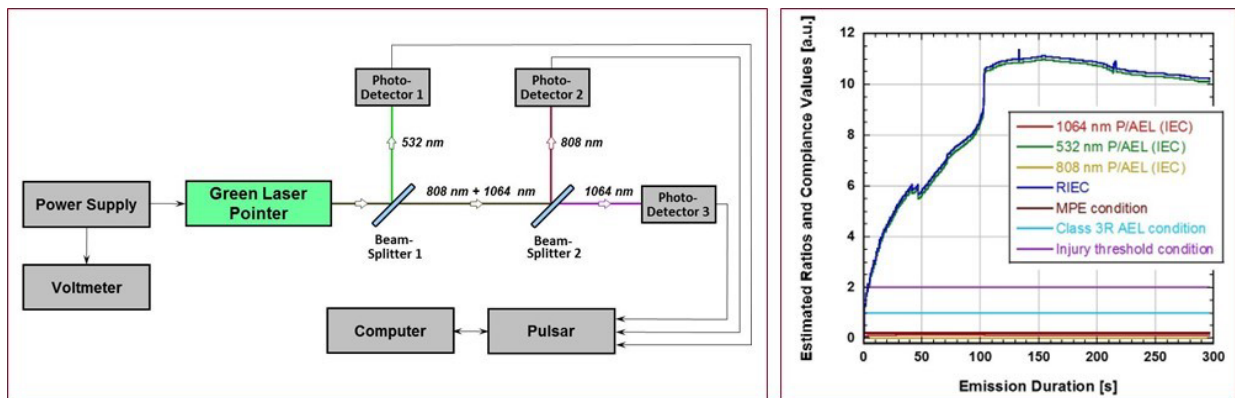 Photo-
Detector 1
Photo-
Detector 2
532 nm
808 nm
Power Supply
Green Laser
Pointer
808 nm + 1064 nm
1064 nm
Photo-
Detector 3
Beam-
Splitter 1
Beam-
Splitter 2
Voltmeter
Computer
Pulsar
Estimated Ratios and Compliance Values [a.u.]
12
10
8
6
4
2
0
1064 nm P/AEL (IEC)
532 nm P/AEL (IEC)
808 nm P/AEL (IEC)
RIEC
MPE condition
Class 3R AEL condition
Injury threshold condition
0
50
100
150
200
250
300
Emission Duration [s]